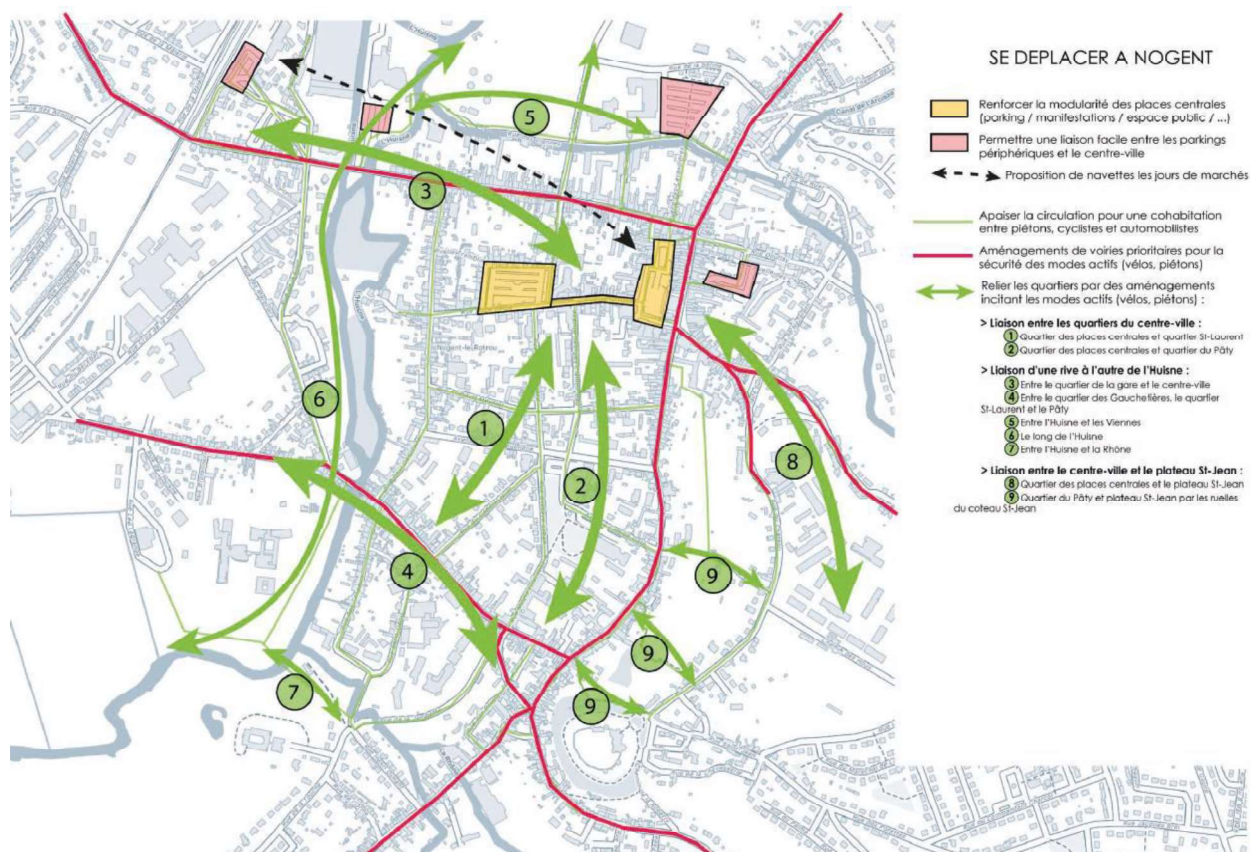 SE DEPLACER A NOGENT
Renforcer la modularité des places centrales
(parking / manifestations / espace public / ...)
Permettre une liaison facile entre les parkings
périphériques et le centre-ville
Proposition de navettes les jours de marchés
Apaiser la circulation pour une cohabitation
entre piétons, cyclistes et automobilistes
Aménagements de voiries prioritaires pour la
sécurité des modes actifs (vélos, piétons)
Relier les quartiers par des aménagements
incitant les modes actifs (vélos, piétons) :
> Liaison entre les quartiers du centre-ville :
1 Quartier des places centrales et quartier St-Laurent
2 Quartier des places centrales et quartier du Pâty
> Liaison d'une rive à l'autre de l'Huisne :
3 Entre le quartier de la gare et le centre-ville
4 Entre le quartier des Gauchetières, le quartier
St-Laurent et le Pâty
5 Entre l'Huisne et les Viennes
6 Le long de l'Huisne
7 Entre l'Huisne et la Rhône
> Liaison entre le centre-ville et le plateau St-Jean :
8 Quartier des places centrales et le plateau St-Jean
9 Quartier du Pâty et plateau St-Jean par les ruelles
du coteau St-Jean
5
3
6
1
2
8
4
9
9
9
7
Nogent-le-Rotrou
L'Huisne